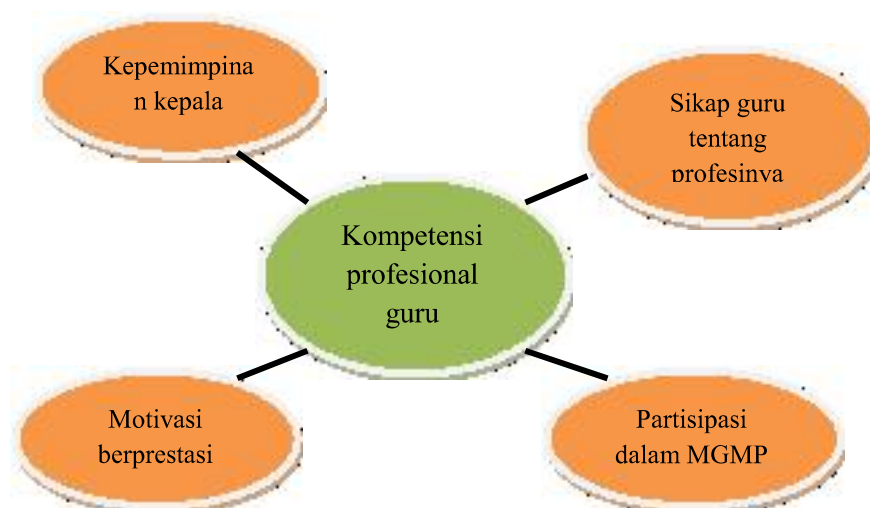 Kepemimpina
n kepala
Sikap guru
tentang
profesinya
Kompetensi
profesional
guru
Motivasi
berprestasi
Partisipasi
dalam MGMP